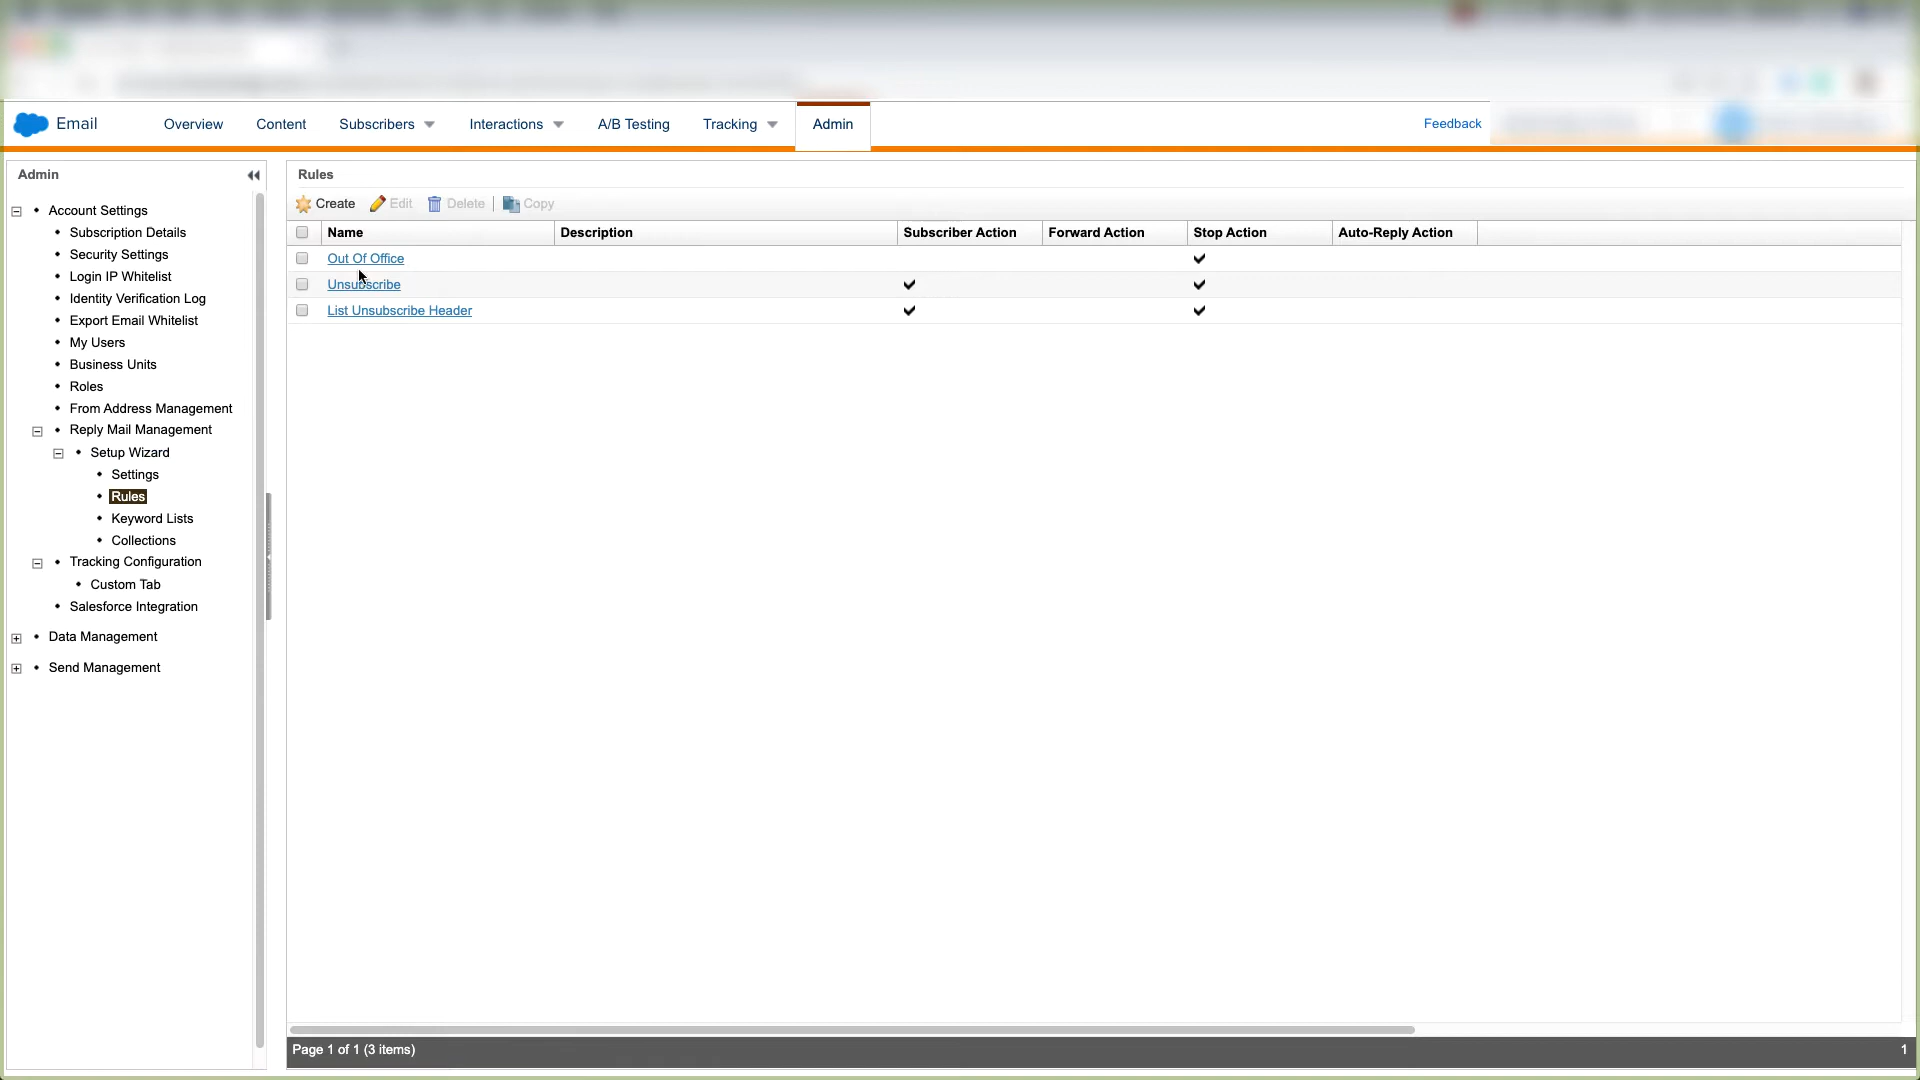 Email
Overview
Content
Subscribers
Interactions
A/B Testing
Tracking
Admin
Feedback
Admin
Account Settings
Subscription Details
Security Settings
Login IP Whitelist
Identity Verification Log
Export Email Whitelist
My Users
Business Units
Roles
From Address Management
Reply Mail Management
Setup Wizard
Settings
Rules
Keyword Lists
Collections
Tracking Configuration
Custom Tab
Salesforce Integration
Data Management
Send Management
Rules
Create Edit Delete Copy
Name Description Subscriber Action Forward Action Stop Action Auto-Reply Action
Out Of Office
Unsubscribe
List Unsubscribe Header
Page 1 of 1 (3 items)
1